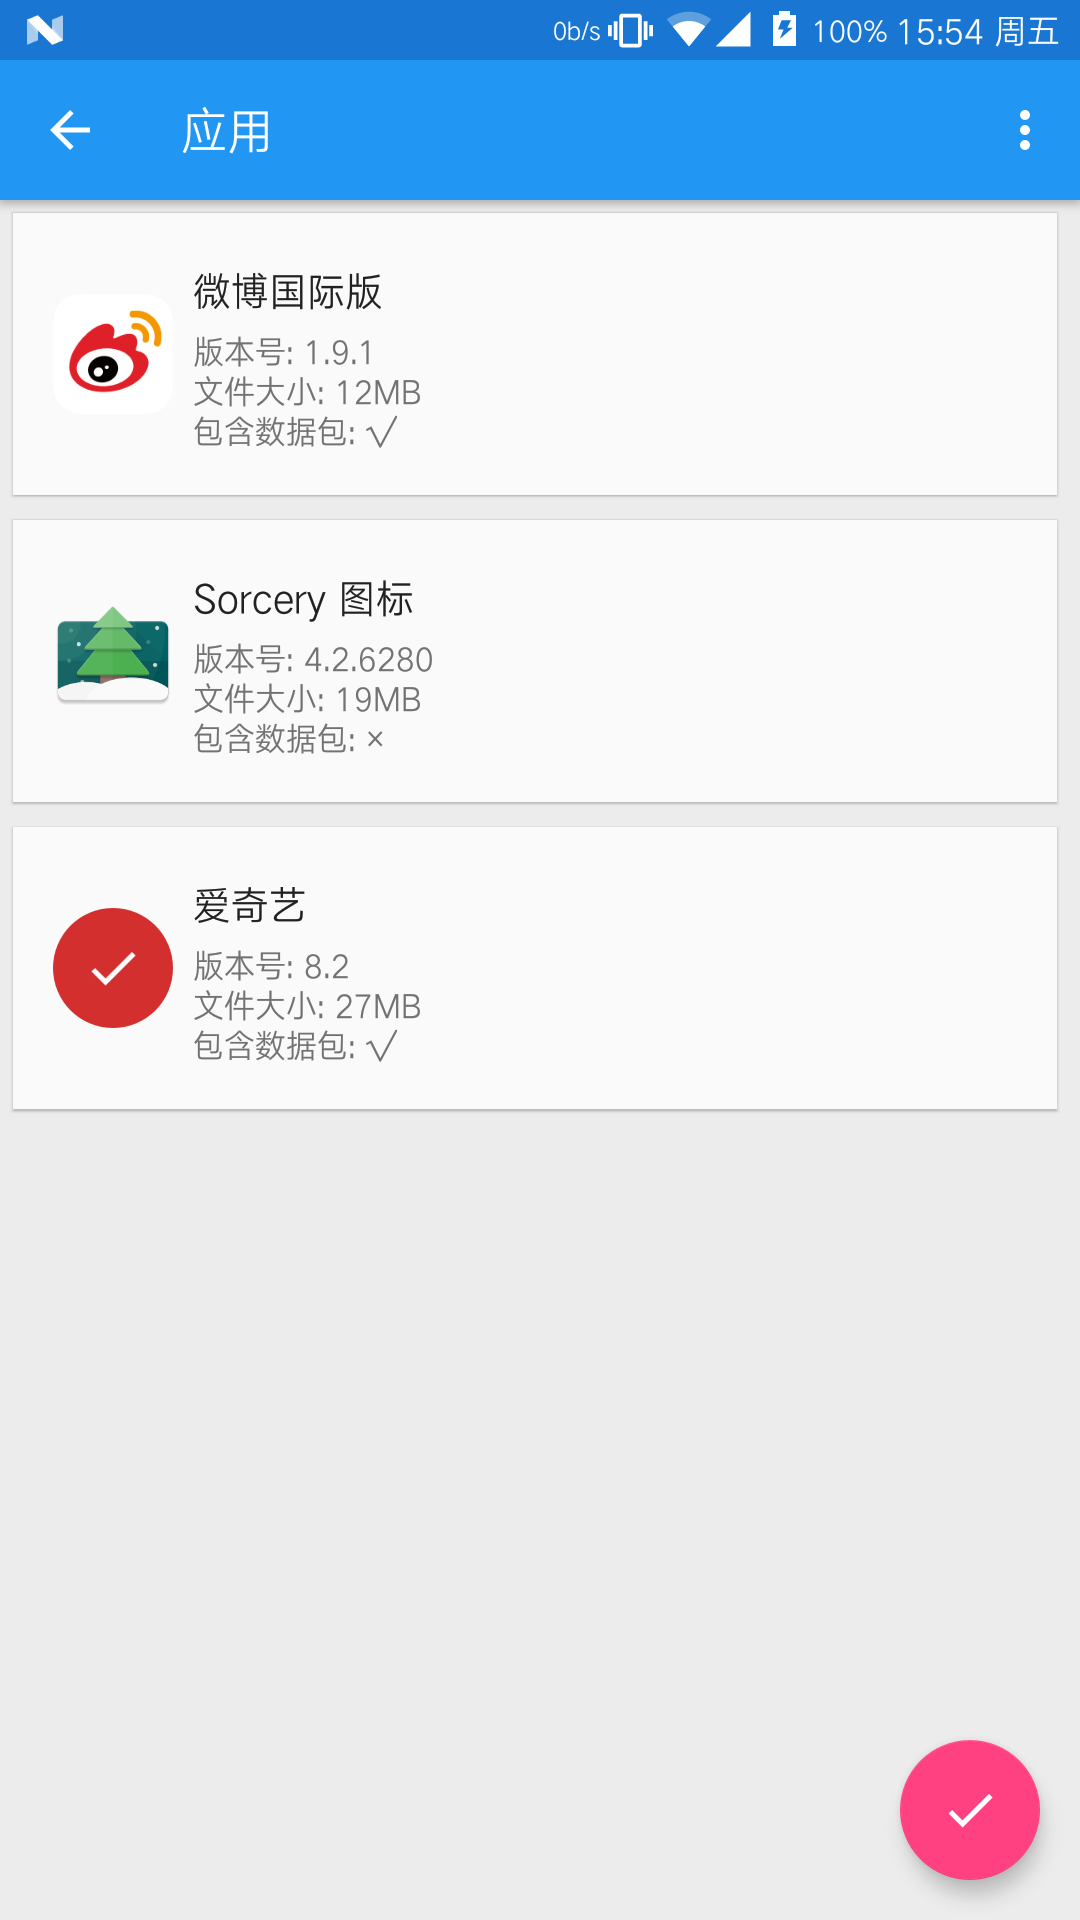 0b/s 100% 15:54 周五
应用
微博国际版
版本号: 1.9.1
文件大小: 12MB
包含数据包: √
Sorcery 图标
版本号: 4.2.6280
文件大小: 19MB
包含数据包: ×
爱奇艺
版本号: 8.2
文件大小: 27MB
包含数据包: √